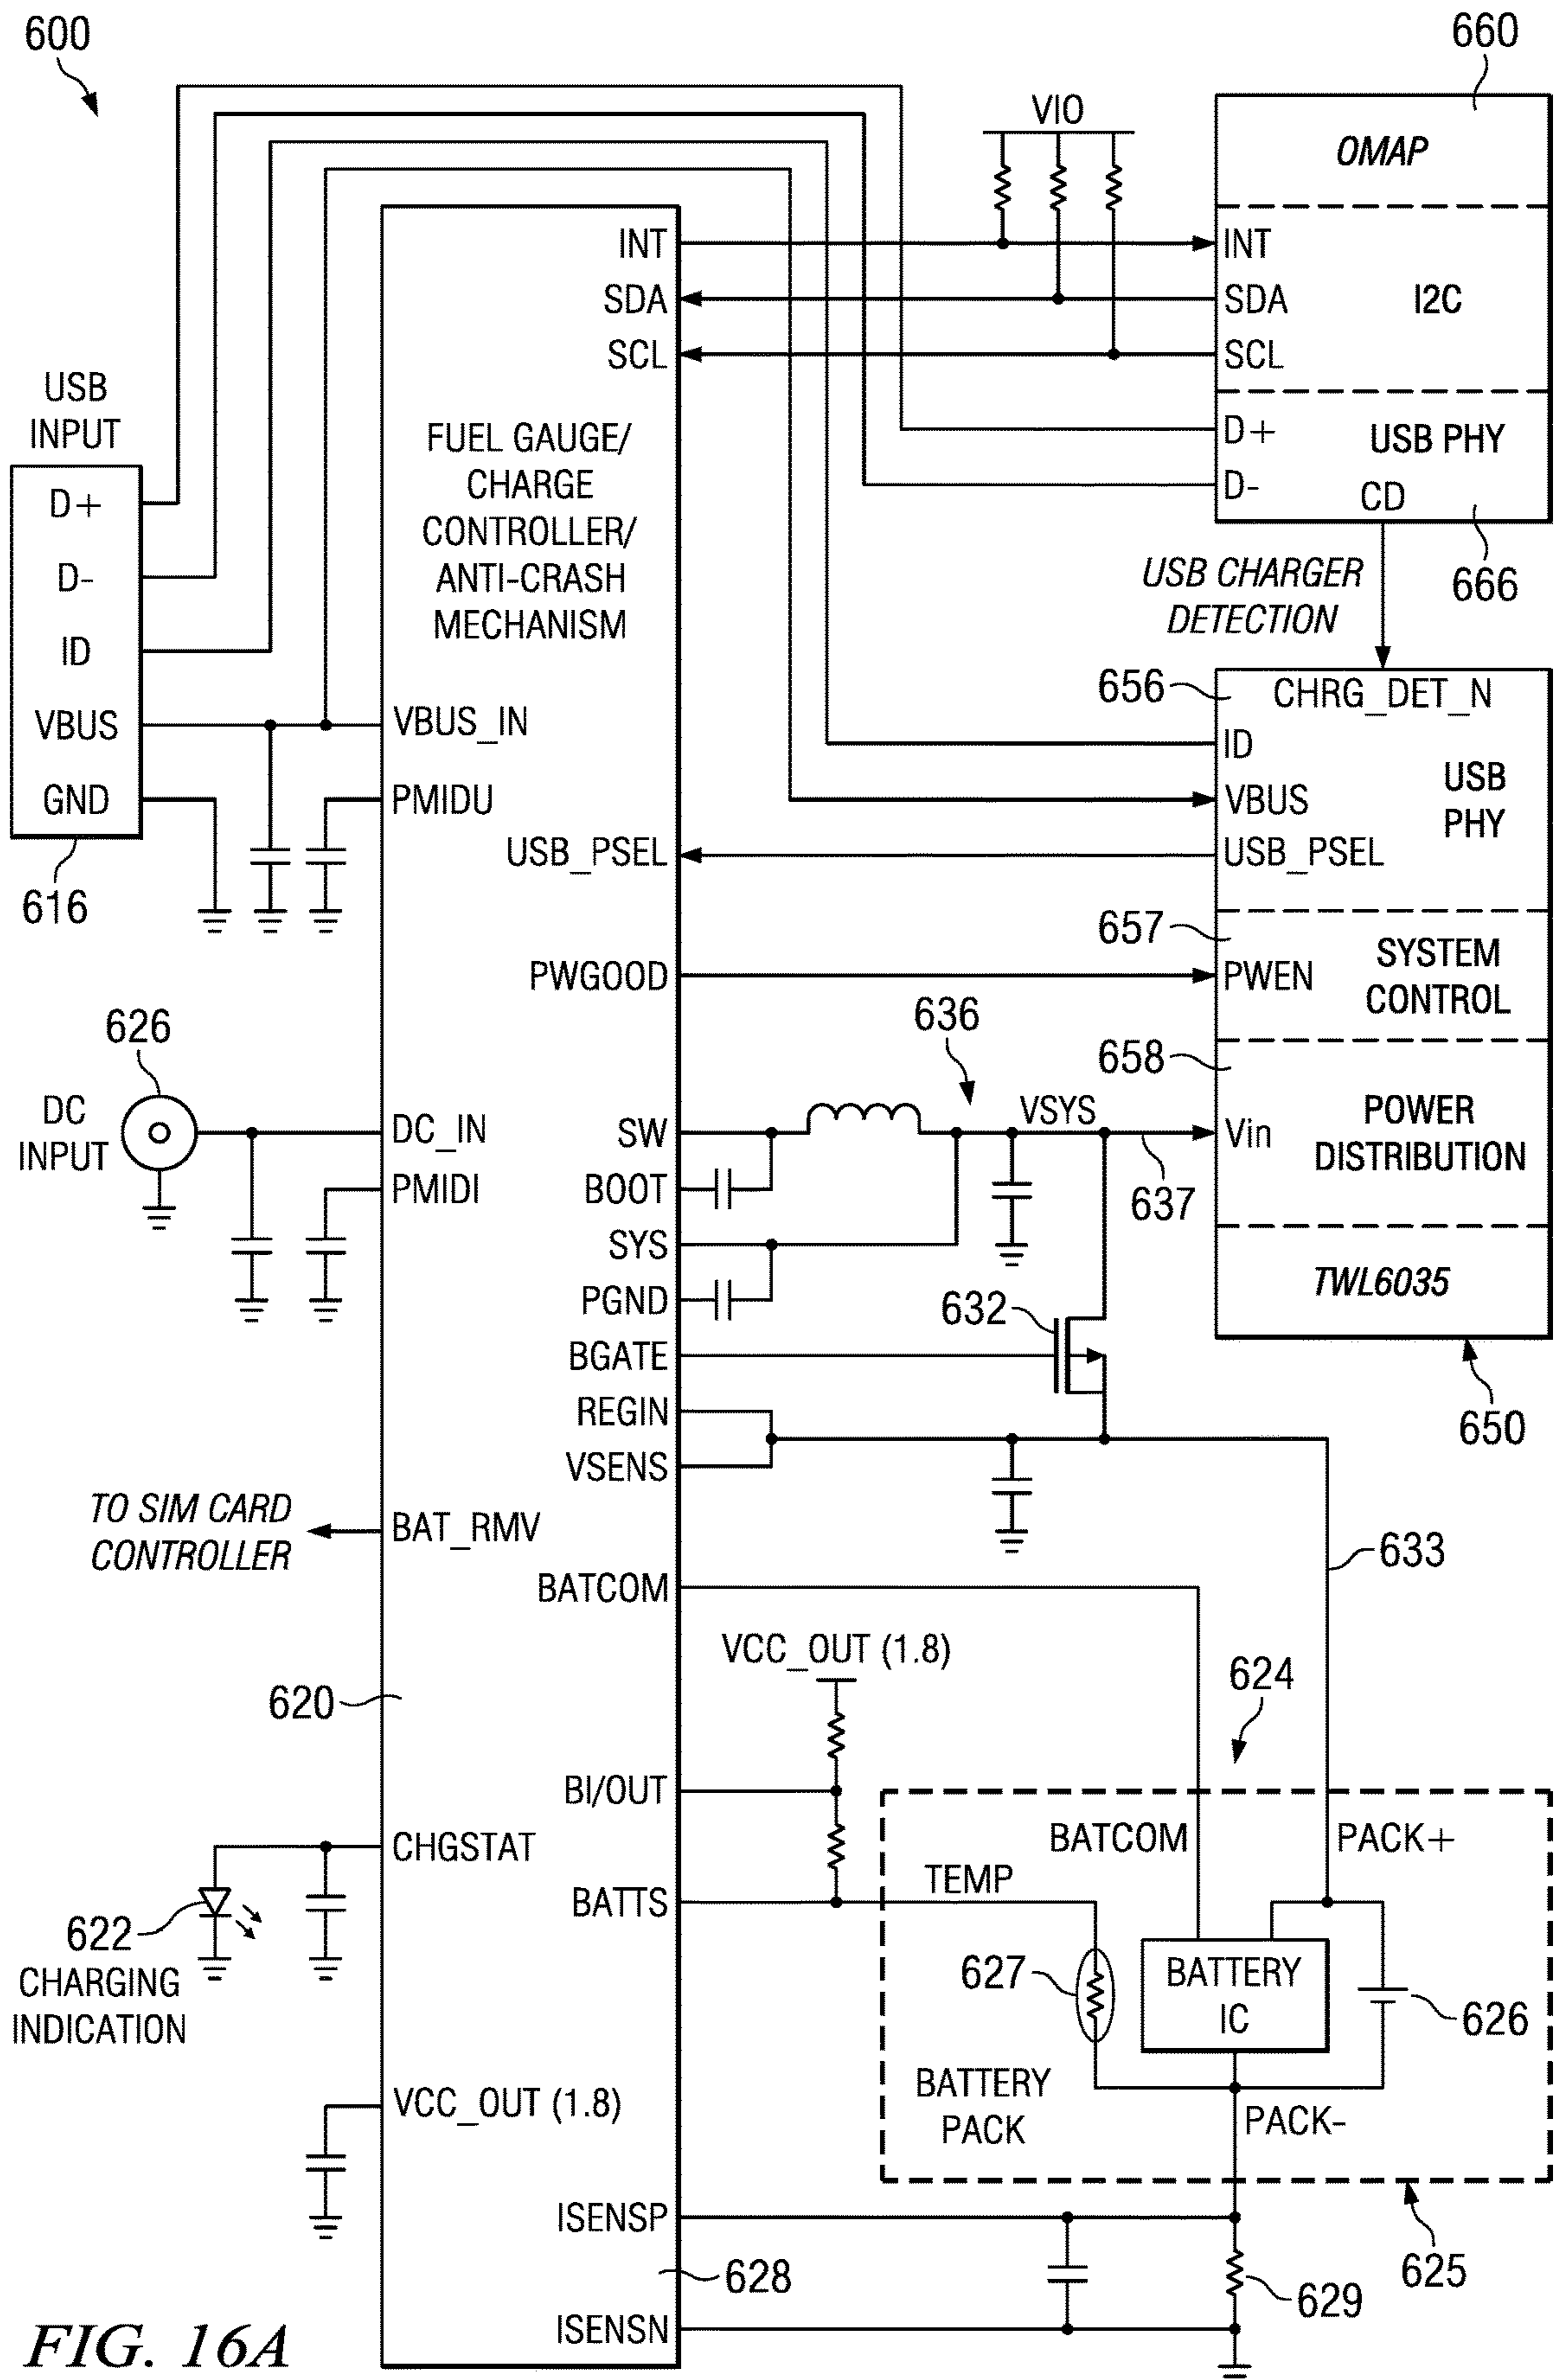 600
660
VIO
OMAP
INT
INT
SDA
SDA
I2C
SCL
SCL
USB
INPUT
D+
D-
ID
VBUS
GND
616
FUEL GAUGE/
CHARGE
CONTROLLER/
ANTI-CRASH
MECHANISM
D+
USB PHY
D-
CD
666
USB CHARGER
DETECTION
656
CHRG_DET_N
ID
USB
PHY
VBUS
USB_PSEL
VBUS_IN
PMIDU
USB_PSEL
657
PWGOOD
PWEN
SYSTEM
CONTROL
626
DC
INPUT
DC_IN
PMIDI
636
658
SW
VSYS
Vin
POWER
DISTRIBUTION
BOOT
637
SYS
PGND
TWL6035
632
BGATE
650
REGIN
VSENS
TO SIM CARD
CONTROLLER
BAT_RMV
633
BATCOM
VCC_OUT (1.8)
624
620
BI/OUT
BATCOM
PACK+
CHGSTAT
TEMP
BATTS
622
CHARGING
INDICATION
627
BATTERY
IC
626
VCC_OUT (1.8)
BATTERY
PACK
PACK-
ISENSP
625
628
629
ISENSN
FIG. 16A